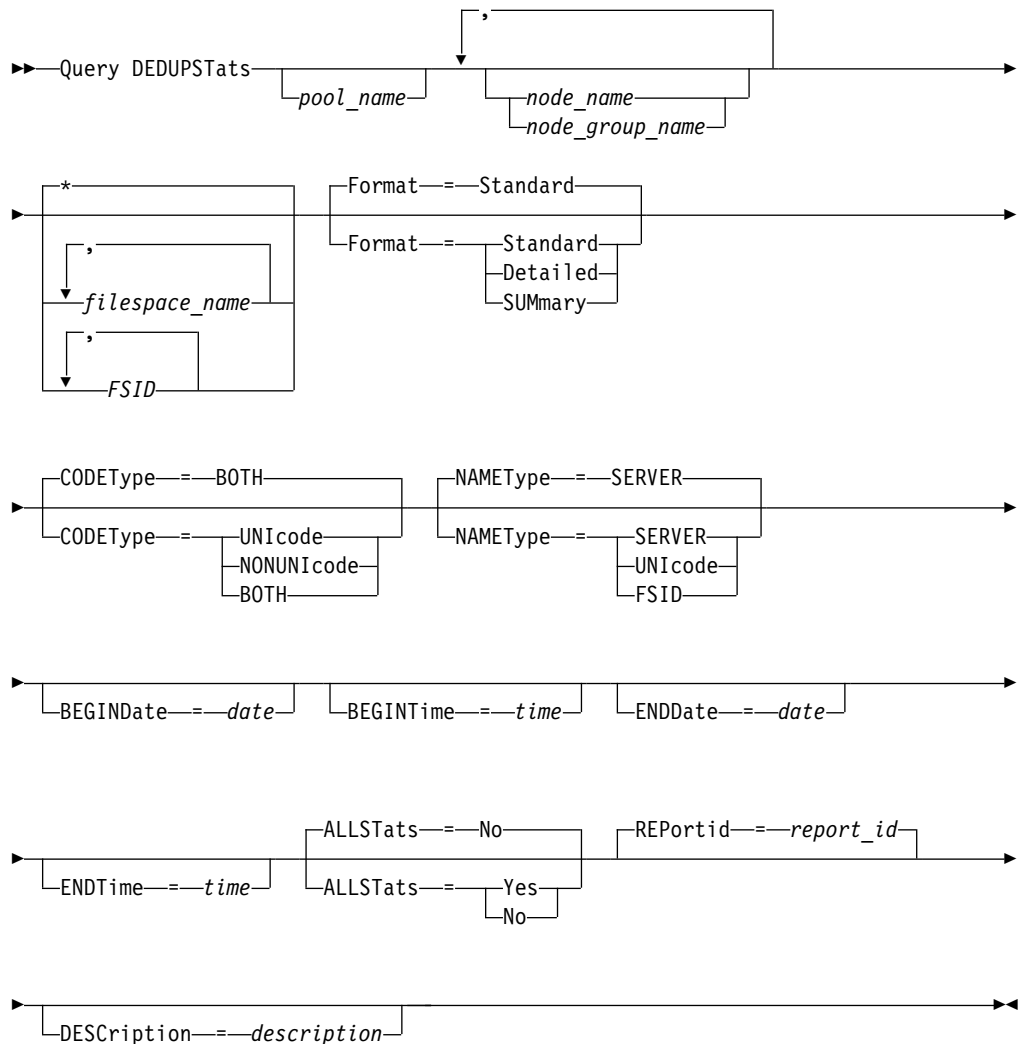 ,
Query DEDUPSTats
pool_name
node_name
node_group_name
*
,
filespace_name
,
FSID
Format = Standard
Format = Standard
Detailed
SUMmary
CODEType = BOTH
CODEType = UNIcode
NONUNIcode
BOTH
NAMEType = SERVER
NAMEType = SERVER
UNIcode
FSID
BEGINDate = date
BEGINTime = time
ENDDate = date
ENDTime = time
ALLSTats = No
ALLSTats = Yes
No
REPortid = report_id
DESCription = description